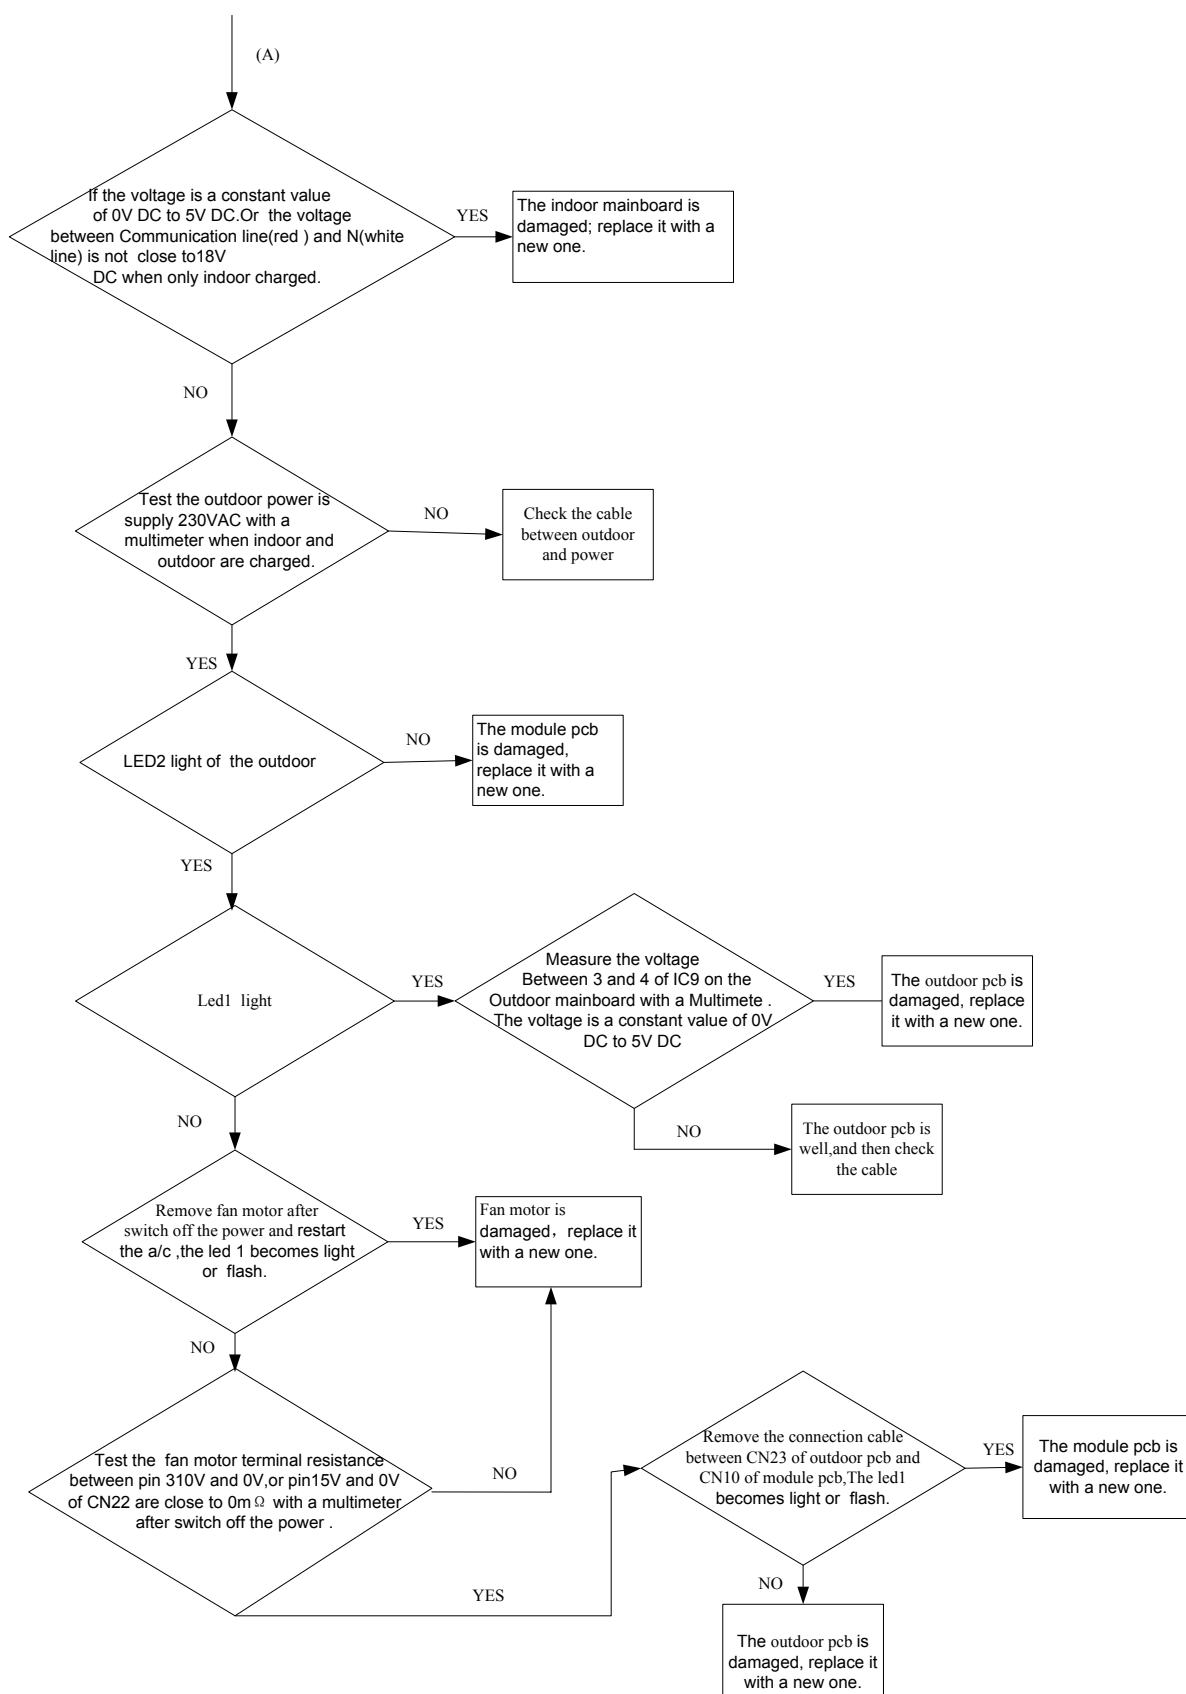 (A)
If the voltage is a constant value
of 0V DC to 5V DC.Or the voltage
between Communication line(red ) and N(white
line) is not close to18V
DC when only indoor charged.
YES
The indoor mainboard is
damaged; replace it with a
new one.
NO
Test the outdoor power is
supply 230VAC with a
multimeter when indoor and
outdoor are charged.
NO
Check the cable
between outdoor
and power
YES
LED2 light of the outdoor
NO
The module pcb
is damaged,
replace it with a
new one.
YES
Led1 light
YES
Measure the voltage
Between 3 and 4 of IC9 on the
Outdoor mainboard with a Multimete .
The voltage is a constant value of 0V
DC to 5V DC
YES
The outdoor pcb is
damaged, replace
it with a new one.
NO
The outdoor pcb is
well,and then check
the cable
NO
Remove fan motor after
switch off the power and restart
the a/c ,the led 1 becomes light
or flash.
YES
Fan motor is
damaged，replace it
with a new one.
NO
Test the fan motor terminal resistance
between pin 310V and 0V,or pin15V and 0V
of CN22 are close to 0mΩ with a multimeter
after switch off the power .
NO
YES
Remove the connection cable
between CN23 of outdoor pcb and
CN10 of module pcb,The led1
becomes light or flash.
YES
The module pcb is
damaged, replace it
with a new one.
NO
The outdoor pcb is
damaged, replace it
with a new one.